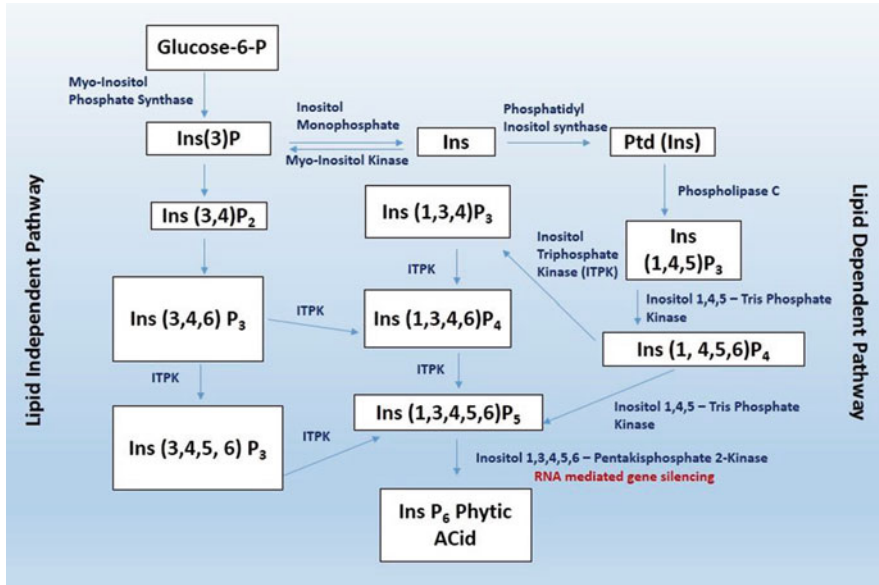 Glucose-6-P
Myo-Inositol
Phosphate Synthase
Inositol
Monophosphate
Phosphatidyl
Inositol synthase
Ins(3)P
Ins
Ptd (Ins)
Myo-Inositol Kinase
Phospholipase C
Lipid Independent Pathway
Lipid Dependent Pathway
Ins (3,4)P₂
Ins (1,3,4)P₃
Inositol
Triphosphate
Kinase (ITPK)
Ins
(1,4,5)P₃
ITPK
Inositol 1,4,5 – Tris Phosphate
Kinase
Ins (3,4,6) P₃
ITPK
Ins (1,3,4,6)P₄
Ins (1, 4,5,6)P₄
ITPK
ITPK
Inositol 1,4,5 – Tris Phosphate
Kinase
Ins (1,3,4,5,6)P₅
Ins (3,4,5, 6) P₃
ITPK
Inositol 1,3,4,5,6 – Pentakisphosphate 2-Kinase
RNA mediated gene silencing
Ins P₆ Phytic
ACid